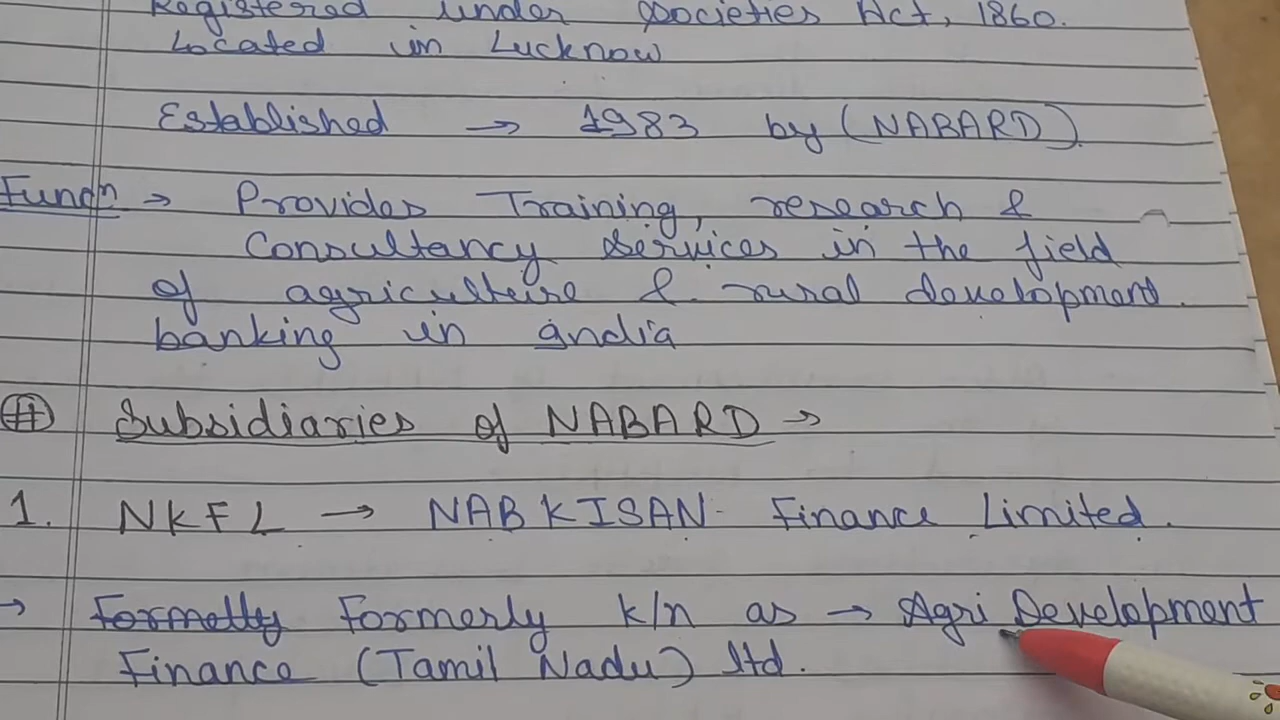 Registered under Societies Act, 1860.
Located in Lucknow
Established → 1983 by (NABARD)
Funcn → Provides Training, research &
Consultancy services in the field
of agriculture & rural development
banking in india
# Subsidiaries of NABARD →
1. NKFL → NABKISAN Finance Limited.
→ Formelly Formerly k/n as → Agri Development
Finance (Tamil Nadu) ltd.